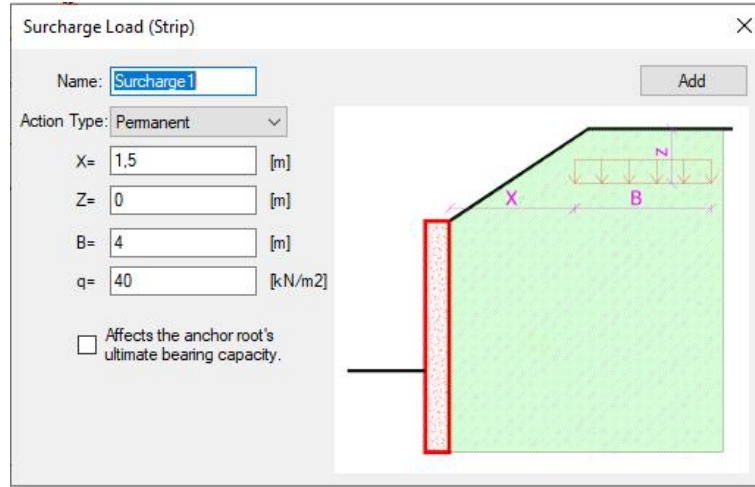 Surcharge Load (Strip)
Name: Surcharge1
Add
Action Type: Permanent
X= 1,5 [m]
Z= 0 [m]
B= 4 [m]
q= 40 [kN/m2]
Affects the anchor root's
ultimate bearing capacity.
z
X B